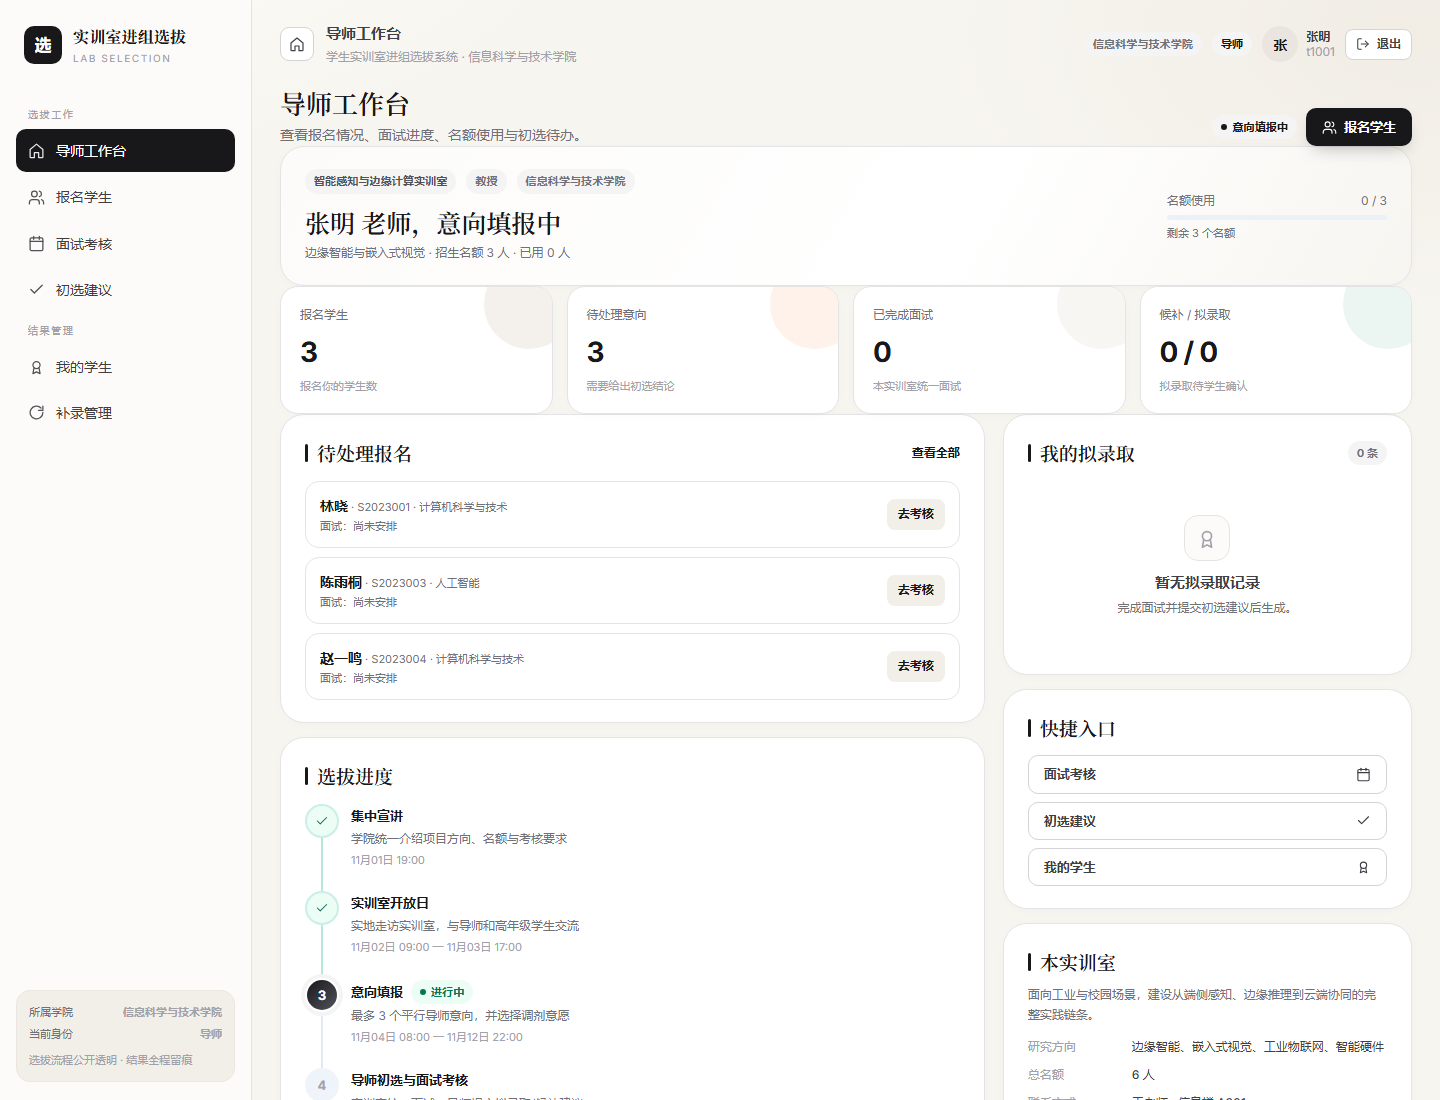 选
实训室进组选拔
LAB SELECTION
选拔工作
导师工作台
报名学生
面试考核
初选建议
结果管理
我的学生
补录管理
所属学院 信息科学与技术学院
当前身份 导师
选拔流程公开透明 · 结果全程留痕
导师工作台
学生实训室进组选拔系统 · 信息科学与技术学院
信息科学与技术学院
导师
张
张明
t1001
退出
导师工作台
查看报名情况、面试进度、名额使用与初选待办。
意向填报中
报名学生
智能感知与边缘计算实训室 教授 信息科学与技术学院
张明 老师，意向填报中
边缘智能与嵌入式视觉 · 招生名额 3 人 · 已用 0 人
名额使用 0 / 3
剩余 3 个名额
报名学生
3
报名你的学生数
待处理意向
3
需要给出初选结论
已完成面试
0
本实训室统一面试
候补 / 拟录取
0 / 0
拟录取待学生确认
待处理报名 查看全部
林晓 · S2023001 · 计算机科学与技术
面试：尚未安排
去考核
陈雨桐 · S2023003 · 人工智能
面试：尚未安排
去考核
赵一鸣 · S2023004 · 计算机科学与技术
面试：尚未安排
去考核
选拔进度
集中宣讲
学院统一介绍项目方向、名额与考核要求
11月01日 19:00
实训室开放日
实地走访实训室，与导师和高年级学生交流
11月02日 09:00 — 11月03日 17:00
3
意向填报 进行中
最多 3 个平行导师意向，并选择调剂意愿
11月04日 08:00 — 11月12日 22:00
4
导师初选与面试考核
我的拟录取 0 条
暂无拟录取记录
完成面试并提交初选建议后生成。
快捷入口
面试考核
初选建议
我的学生
本实训室
面向工业与校园场景，建设从端侧感知、边缘推理到云端协同的完
整实践链条。
研究方向 边缘智能、嵌入式视觉、工业物联网、智能硬件
总名额 6 人